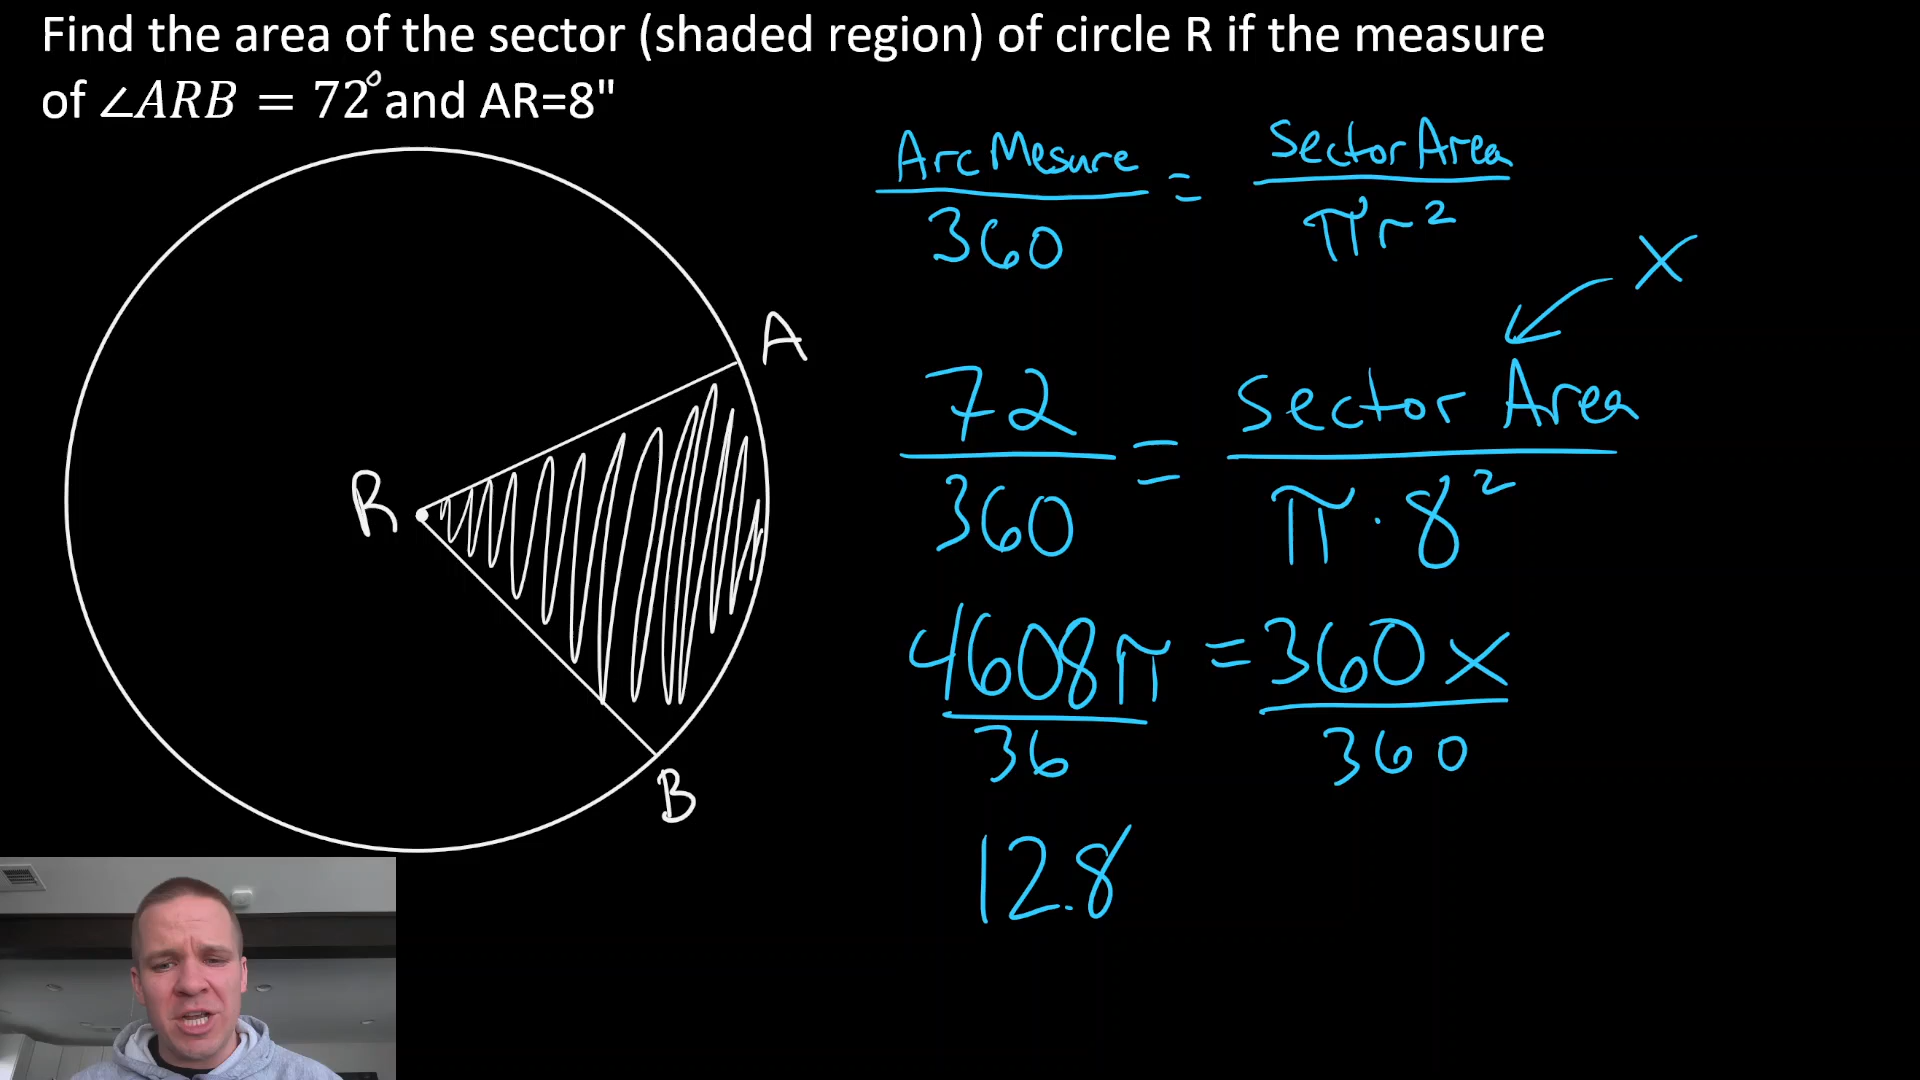 Find the area of the sector (shaded region) of circle R if the measure
of ∠ARB = 72° and AR=8"
Arc Mesure / 360 = Sector Area / πr²
x
72 / 360 = Sector Area / π · 8²
4608π / 36 = 360x / 360
12.8
A
R
B